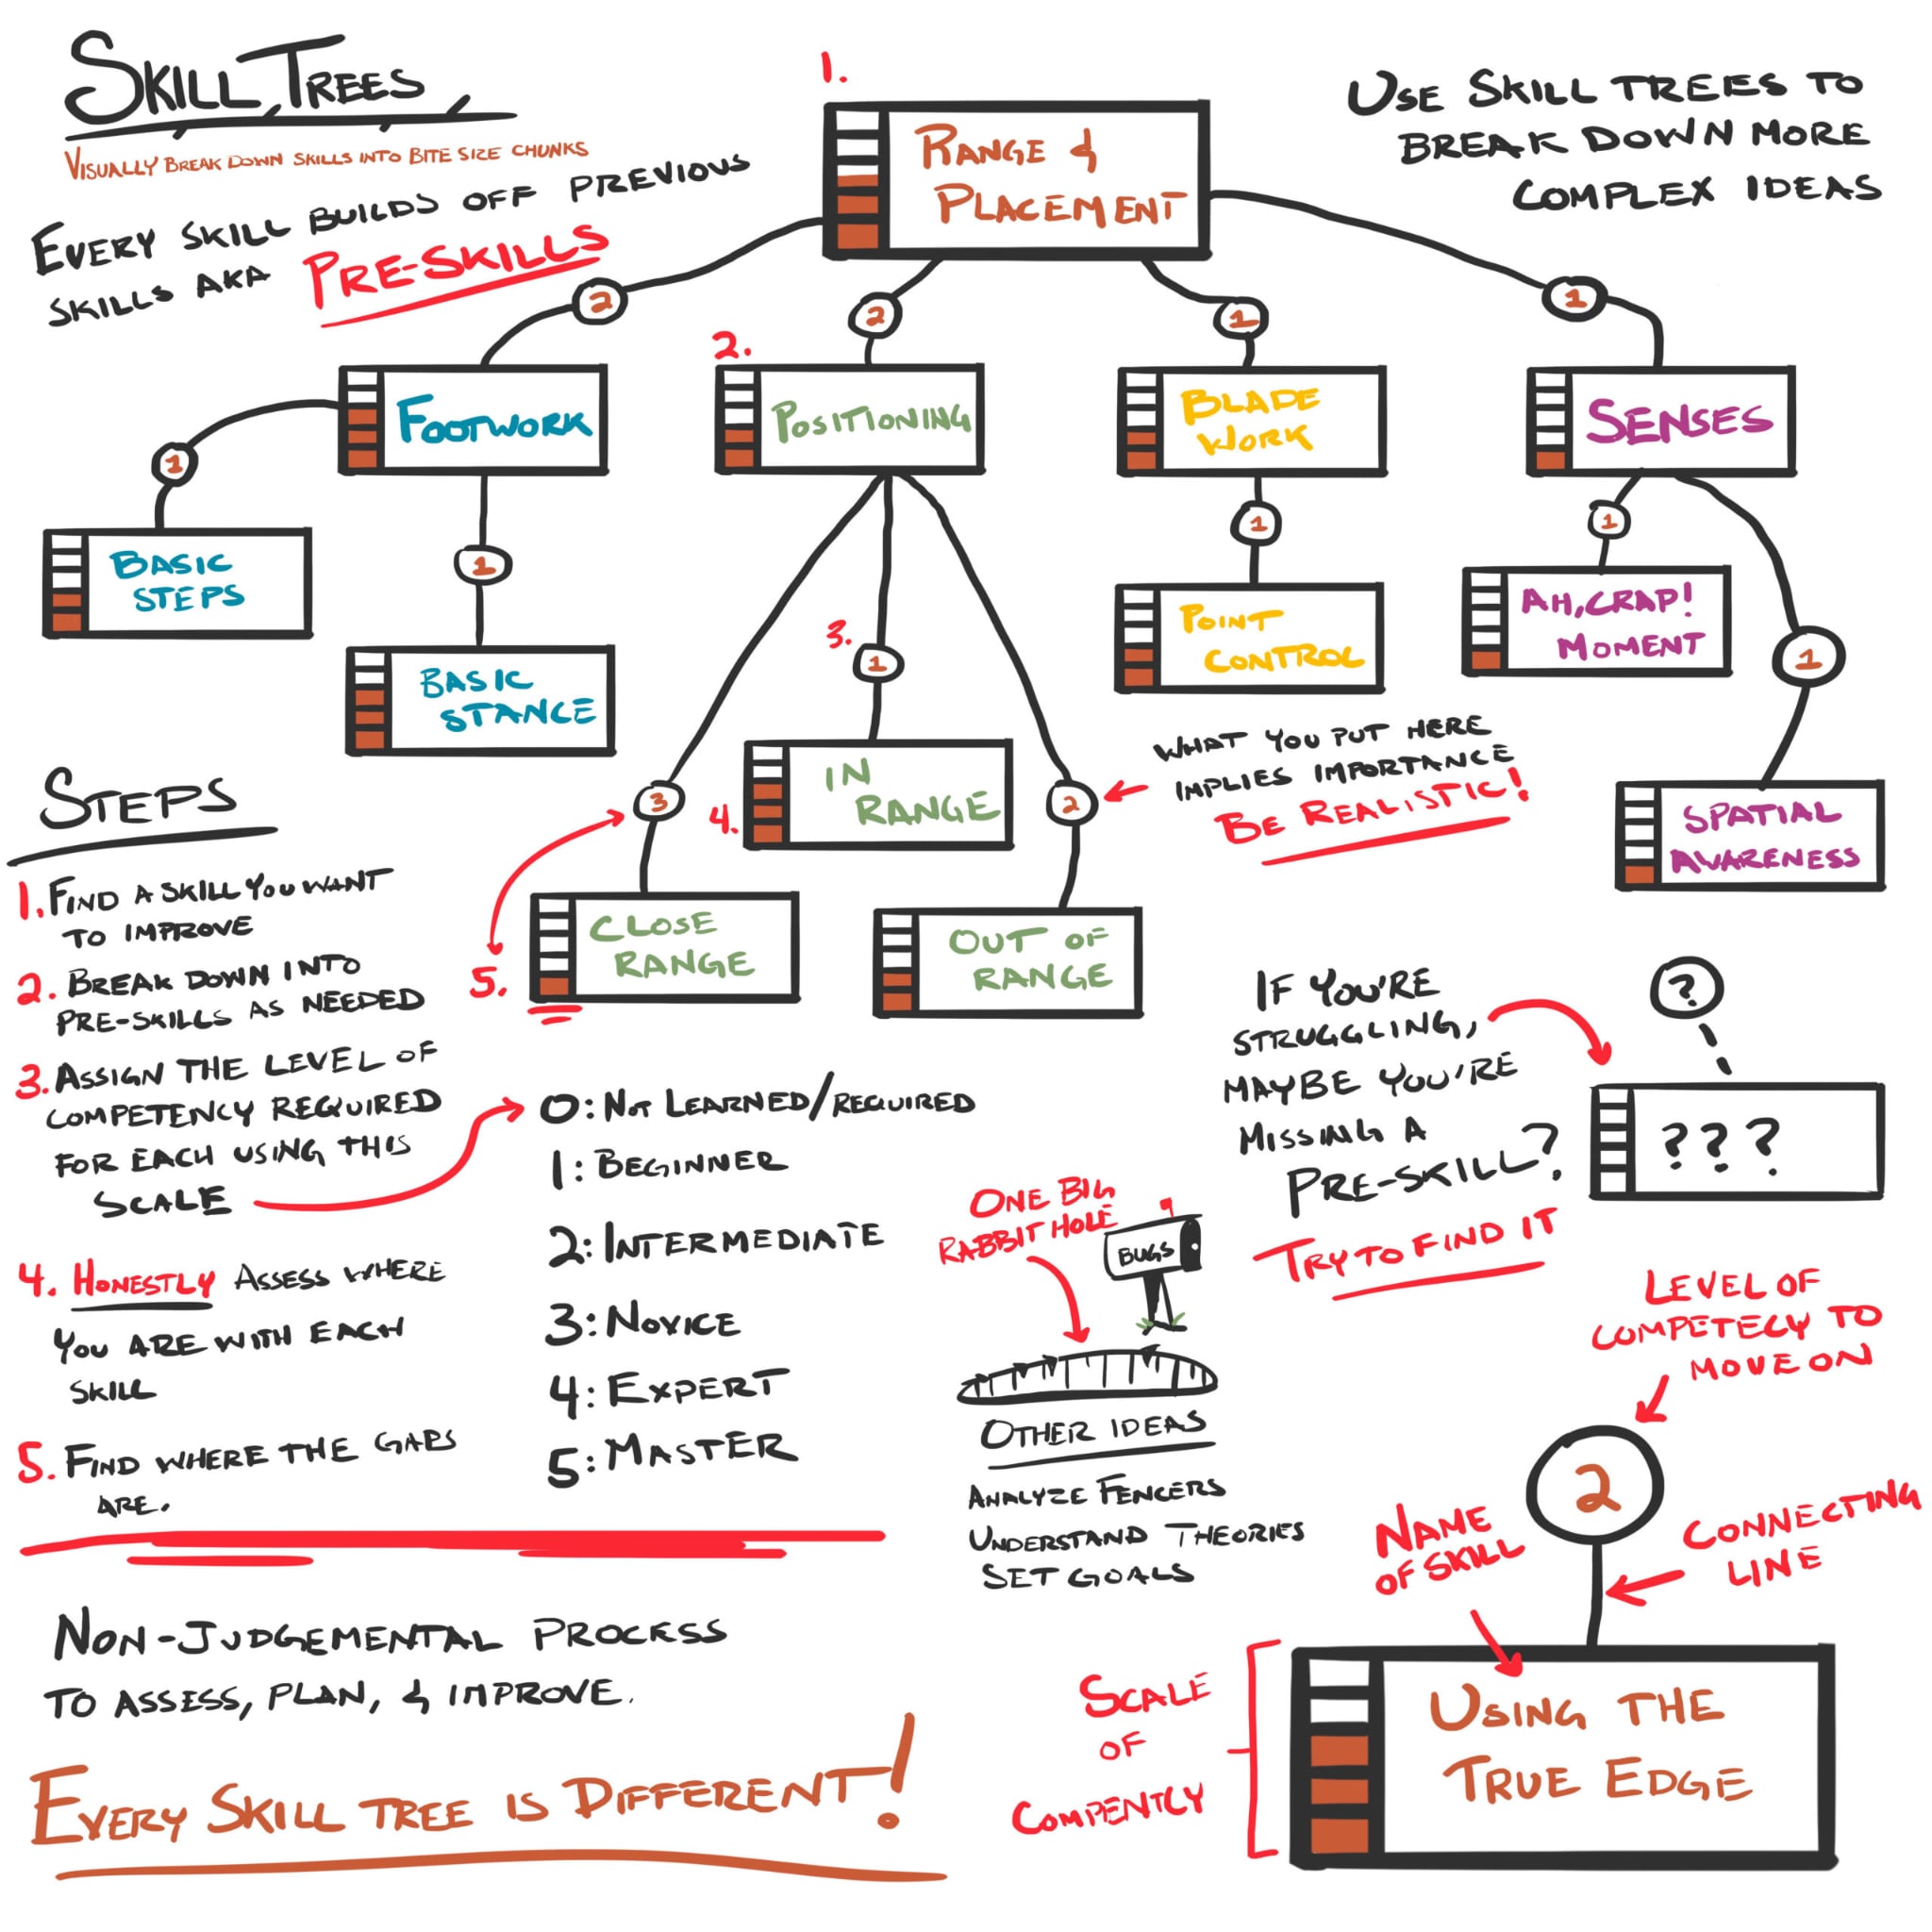 SKILL TREES
VISUALLY BREAK DOWN SKILLS INTO BITE SIZE CHUNKS
EVERY SKILL BUILDS OFF PREVIOUS
SKILLS AKA PRE-SKILLS
1.
RANGE &
PLACEMENT
USE SKILL TREES TO
BREAK DOWN MORE
COMPLEX IDEAS
2
2
1
1
FOOTWORK
2.
POSITIONING
BLADE
WORK
SENSES
1
1
1
1
BASIC
STEPS
BASIC
STANCE
3.
1
POINT
CONTROL
AH, CRAP!
MOMENT
1
3
4.
IN
RANGE
2
WHAT YOU PUT HERE
IMPLIES IMPORTANCE
BE REALISTIC!
SPATIAL
AWARENESS
5.
CLOSE
RANGE
OUT OF
RANGE
STEPS
1. FIND A SKILL YOU WANT
TO IMPROVE
2. BREAK DOWN INTO
PRE-SKILLS AS NEEDED
3. ASSIGN THE LEVEL OF
COMPETENCY REQUIRED
FOR EACH USING THIS
SCALE
4. HONESTLY ASSESS WHERE
YOU ARE WITH EACH
SKILL
5. FIND WHERE THE GAPS
ARE.
0: NOT LEARNED/REQUIRED
1: BEGINNER
2: INTERMEDIATE
3: NOVICE
4: EXPERT
5: MASTER
IF YOU'RE
STRUGGLING,
MAYBE YOU'RE
MISSING A
PRE-SKILL?
TRY TO FIND IT
?
???
ONE BIG
RABBIT HOLE
BUGS
OTHER IDEAS
ANALYZE FENCERS
UNDERSTAND THEORIES
SET GOALS
LEVEL OF
COMPETECY TO
MOVE ON
2
NAME
OF SKILL
CONNECTING
LINE
SCALE
OF
COMPENTLY
USING THE
TRUE EDGE
NON-JUDGEMENTAL PROCESS
TO ASSESS, PLAN, & IMPROVE.
EVERY SKILL TREE IS DIFFERENT!